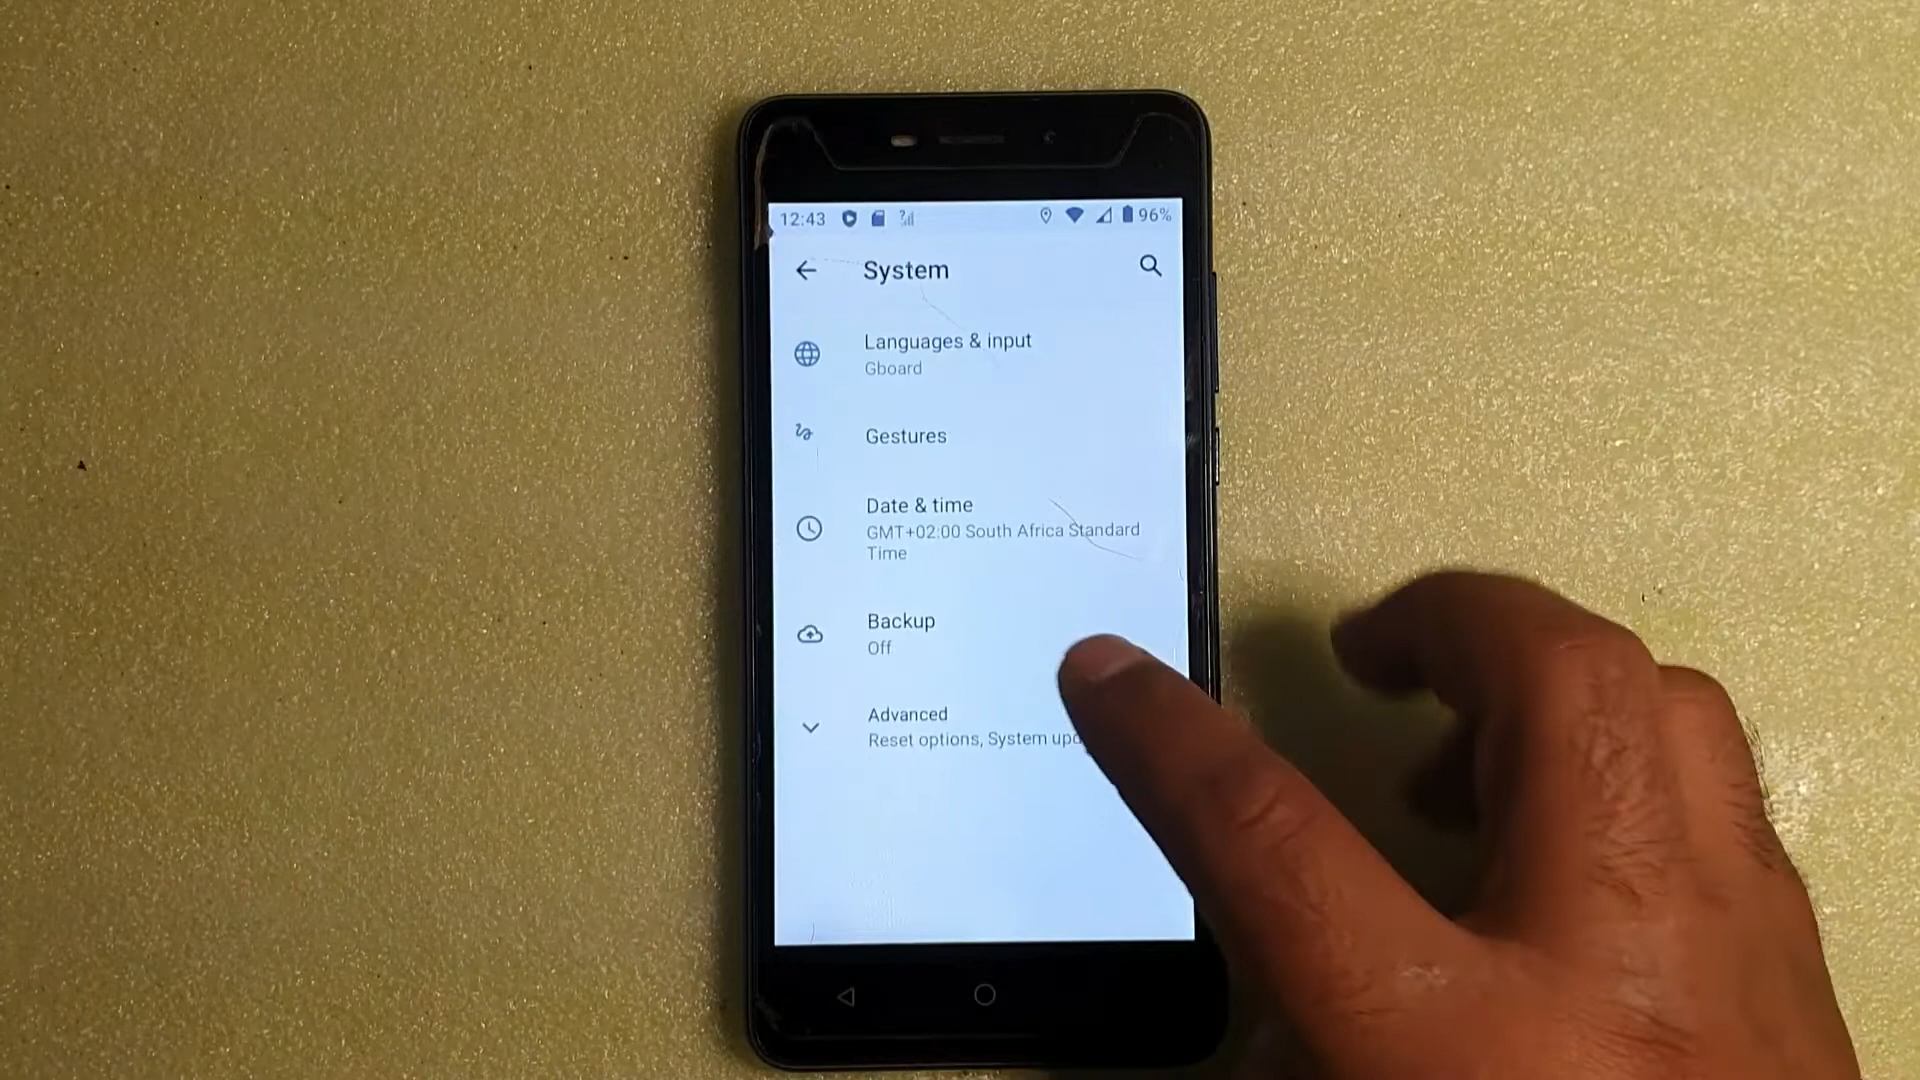 12:43
96%
System
Languages & input
Gboard
Gestures
Date & time
GMT+02:00 South Africa Standard
Time
Backup
Off
Advanced
Reset options, System